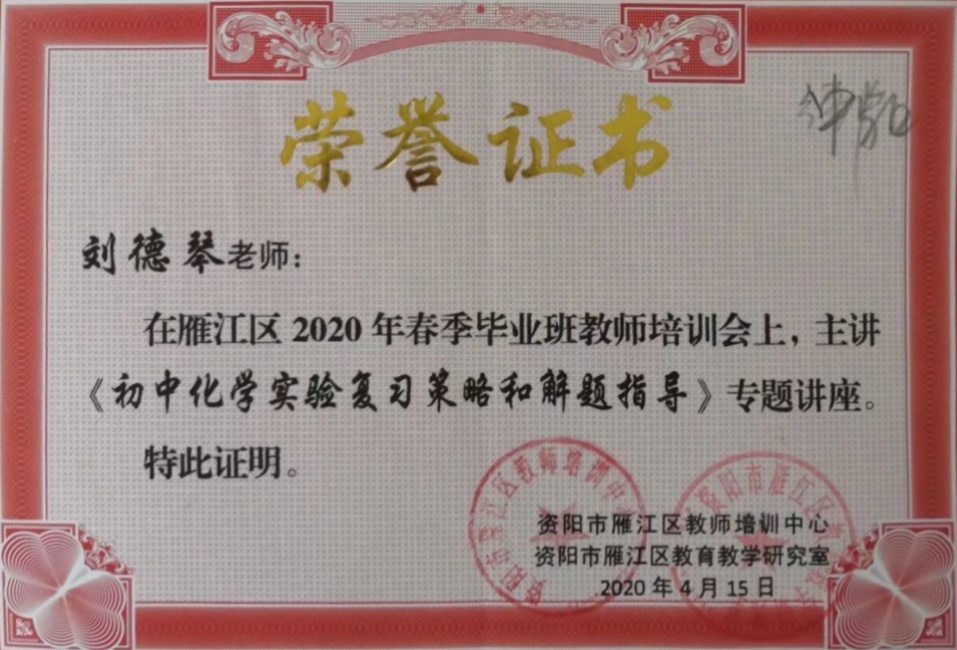 荣誉证书
刘德琴老师：
在雁江区2020年春季毕业班教师培训会上，主讲
《初中化学实验复习策略和解题指导》专题讲座。
特此证明。
资阳市雁江区教师培训中心
资阳市雁江区教育教学研究室
2020年4月15日